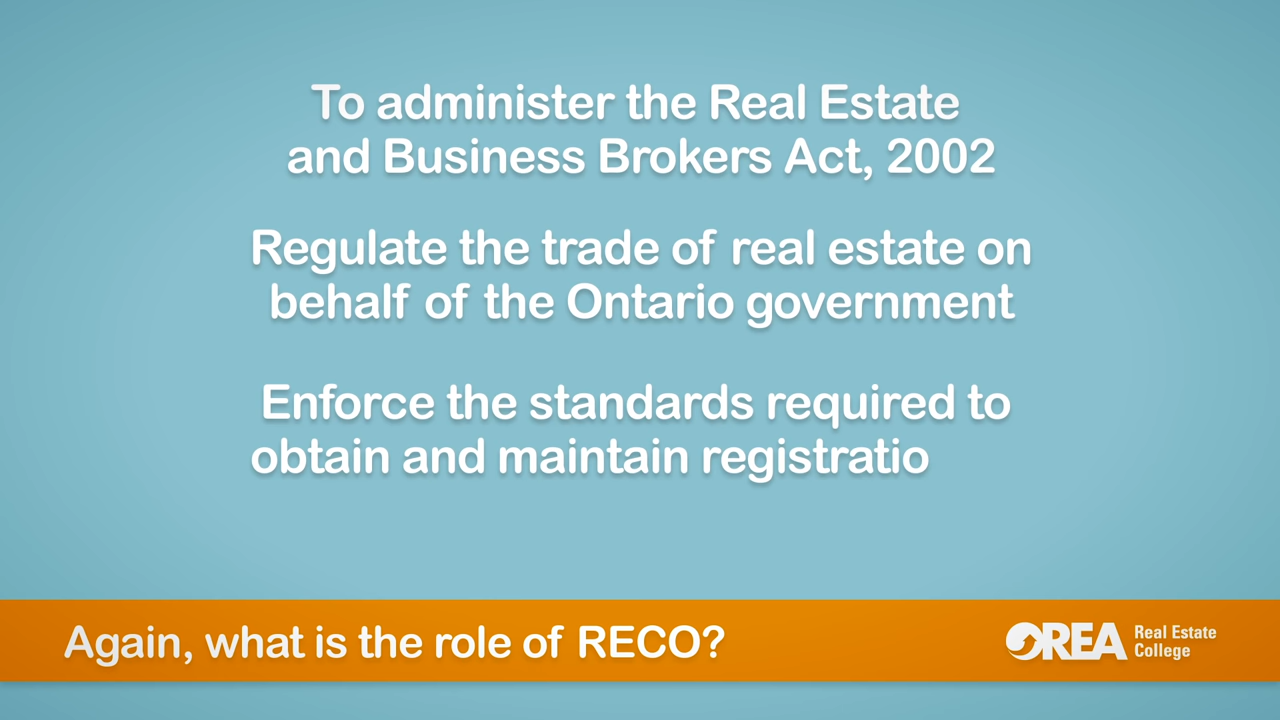 To administer the Real Estate
and Business Brokers Act, 2002
Regulate the trade of real estate on
behalf of the Ontario government
Enforce the standards required to
obtain and maintain registratio
Again, what is the role of RECO?
OREA Real Estate
College